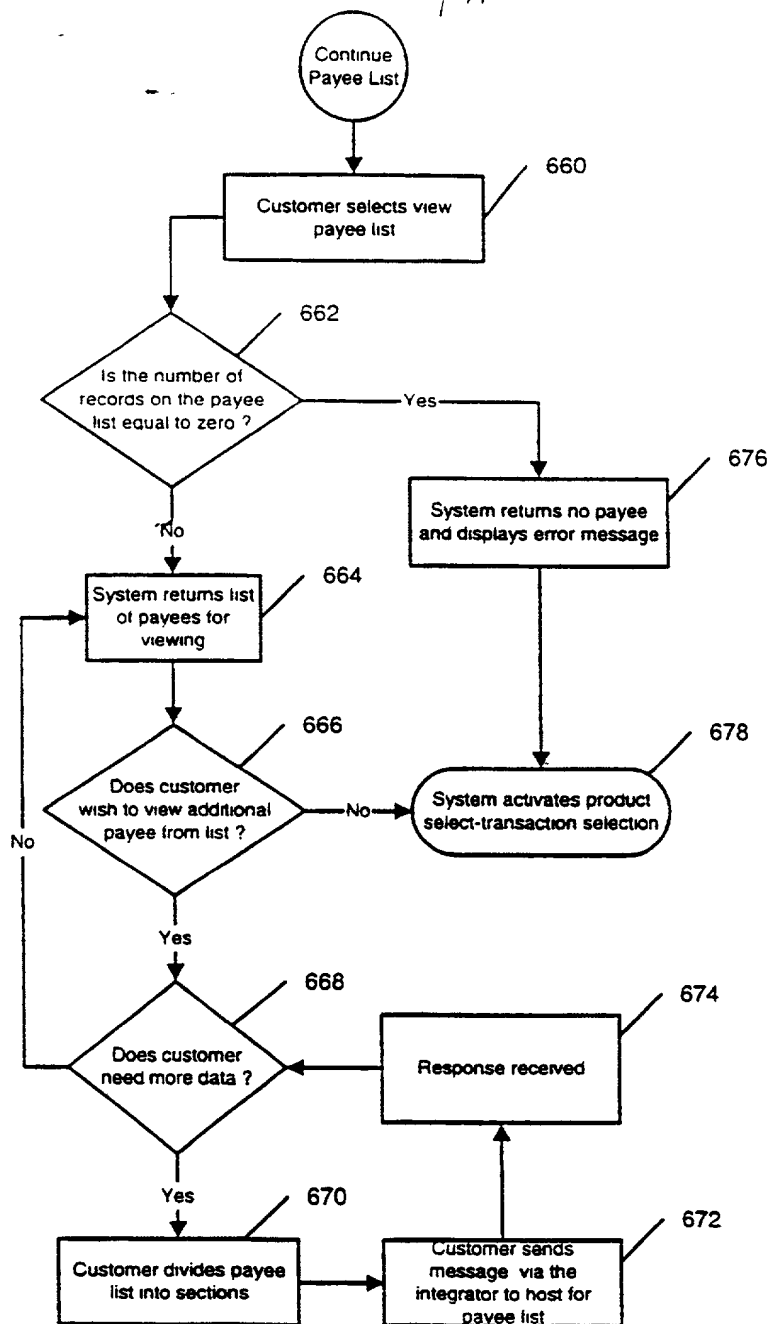 Continue
Payee List
660
Customer selects view
payee list
662
Is the number of
records on the payee
list equal to zero ?
Yes
676
System returns no payee
and displays error message
No
664
System returns list
of payees for
viewing
666
678
Does customer
wish to view additional
payee from list ?
No
System activates product
select-transaction selection
No
Yes
668
674
Does customer
need more data ?
Response received
Yes
670
672
Customer divides payee
list into sections
Customer sends
message via the
integrator to host for
payee list